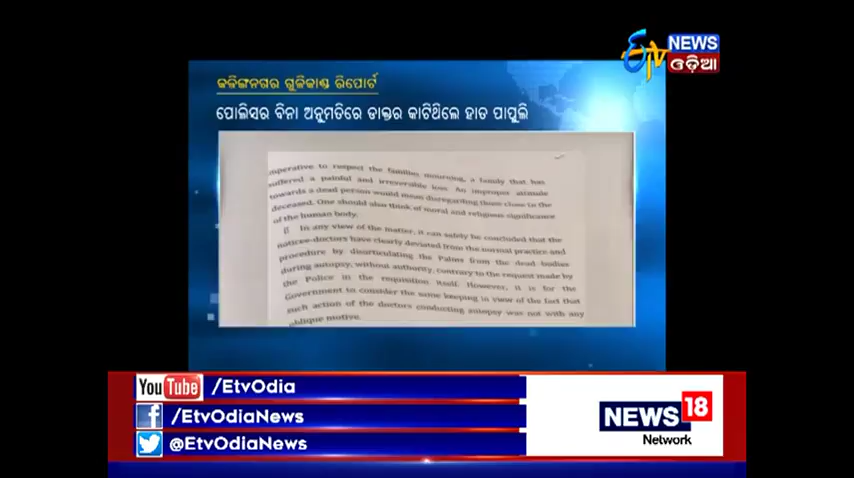 ETV NEWS
ଓଡ଼ିଆ
କଳିଙ୍ଗନଗର ଗୁଳିକାଣ୍ଡ ରିପୋର୍ଟ
ପୋଲିସର ବିନା ଅନୁମତିରେ ଡାକ୍ତର କାଟିଥିଲେ ହାତ ପାପୁଲି
imperative to respect the families mourning, a family that has
suffered a painful and irreversible loss. An improper attitude
towards a dead person would mean disregarding those close to the
deceased. One should also think of moral and religious significance
of the human body.
In any view of the matter, it can safely be concluded that the
noticee-doctors have clearly deviated from the normal practice and
procedure by disarticulating the Palms from the dead bodies
during autopsy, without authority, contrary to the request made by
the Police in the requisition itself. However, it is for the
Government to consider the same keeping in view of the fact that
such action of the doctors conducting autopsy was not with any
oblique motive.
YouTube /EtvOdia
f /EtvOdiaNews
@EtvOdiaNews
NEWS 18
Network